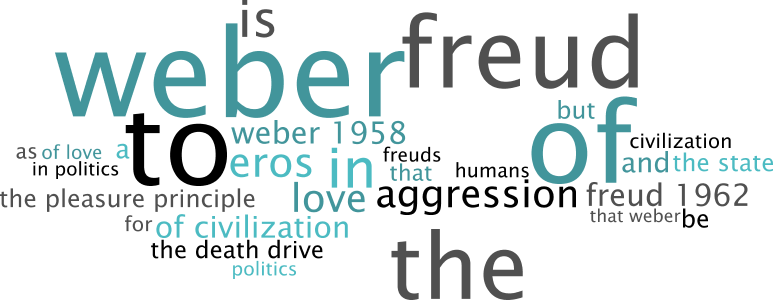 is
weber freud
to of
but
weber 1958
civilization
as of love a
eros in
freuds
and the state
in politics
that
humans
the pleasure principle
love
aggression
freud 1962
for of civilization
that weber be
the death drive
the
politics